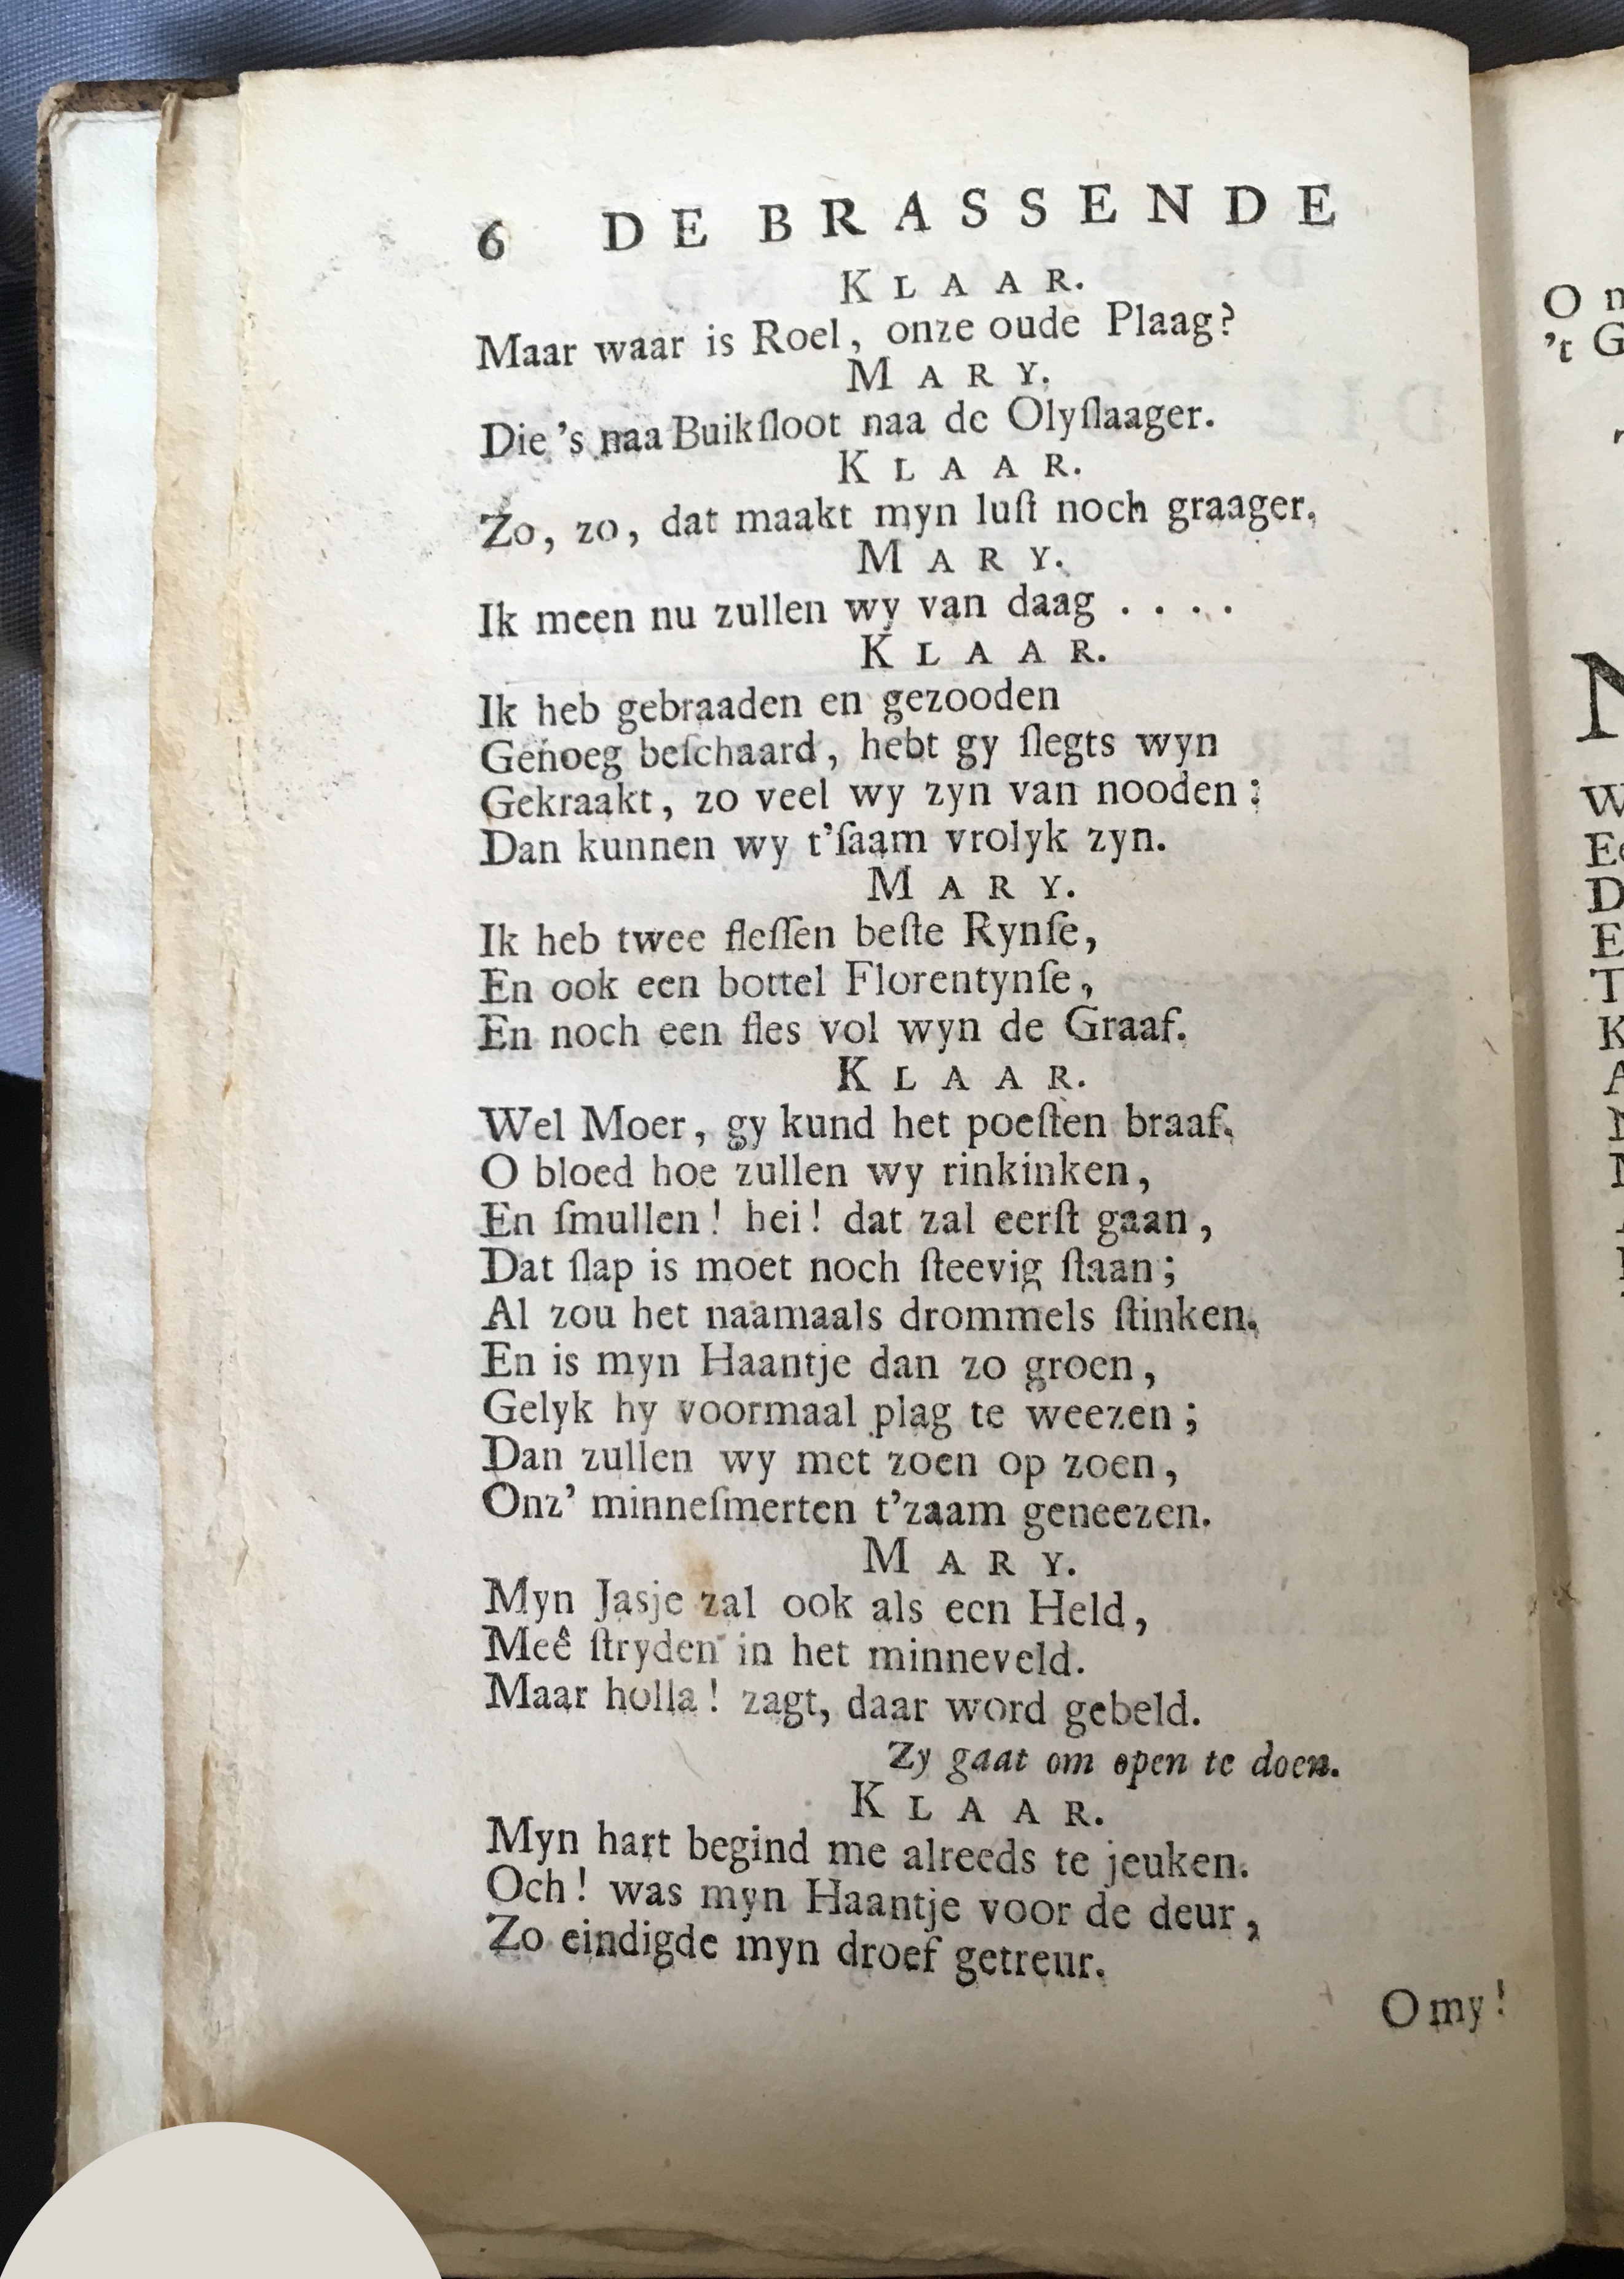 6 DE BRASSENDE
KLAAR.
Maar waar is Roel, onze oude Plaag?
MARY.
Die 's naa Buikſloot naa de Olyſlaager.
KLAAR.
Zo, zo, dat maakt myn luſt noch graager.
MARY.
Ik meen nu zullen wy van daag . . . .
KLAAR.
Ik heb gebraaden en gezooden
Genoeg beſchaard, hebt gy ſlegts wyn
Gekraakt, zo veel wy zyn van nooden:
Dan kunnen wy t'ſaam vrolyk zyn.
MARY.
Ik heb twee fleſſen beſte Rynſe,
En ook een bottel Florentynſe,
En noch een fles vol wyn de Graaf.
KLAAR.
Wel Moer, gy kund het poeſten braaf.
O bloed hoe zullen wy rinkinken,
En ſmullen! hei! dat zal eerſt gaan,
Dat ſlap is moet noch ſteevig ſtaan;
Al zou het naamaals drommels ſtinken.
En is myn Haantje dan zo groen,
Gelyk hy voormaal plag te weezen;
Dan zullen wy met zoen op zoen,
Onz' minneſmerten t'zaam geneezen.
MARY.
Myn Jasje zal ook als een Held,
Meê ſtryden in het minneveld.
Maar holla! zagt, daar word gebeld.
Zy gaat om open te doen.
KLAAR.
Myn hart begind me alreeds te jeuken.
Och! was myn Haantje voor de deur,
Zo eindigde myn droef getreur.
O my!